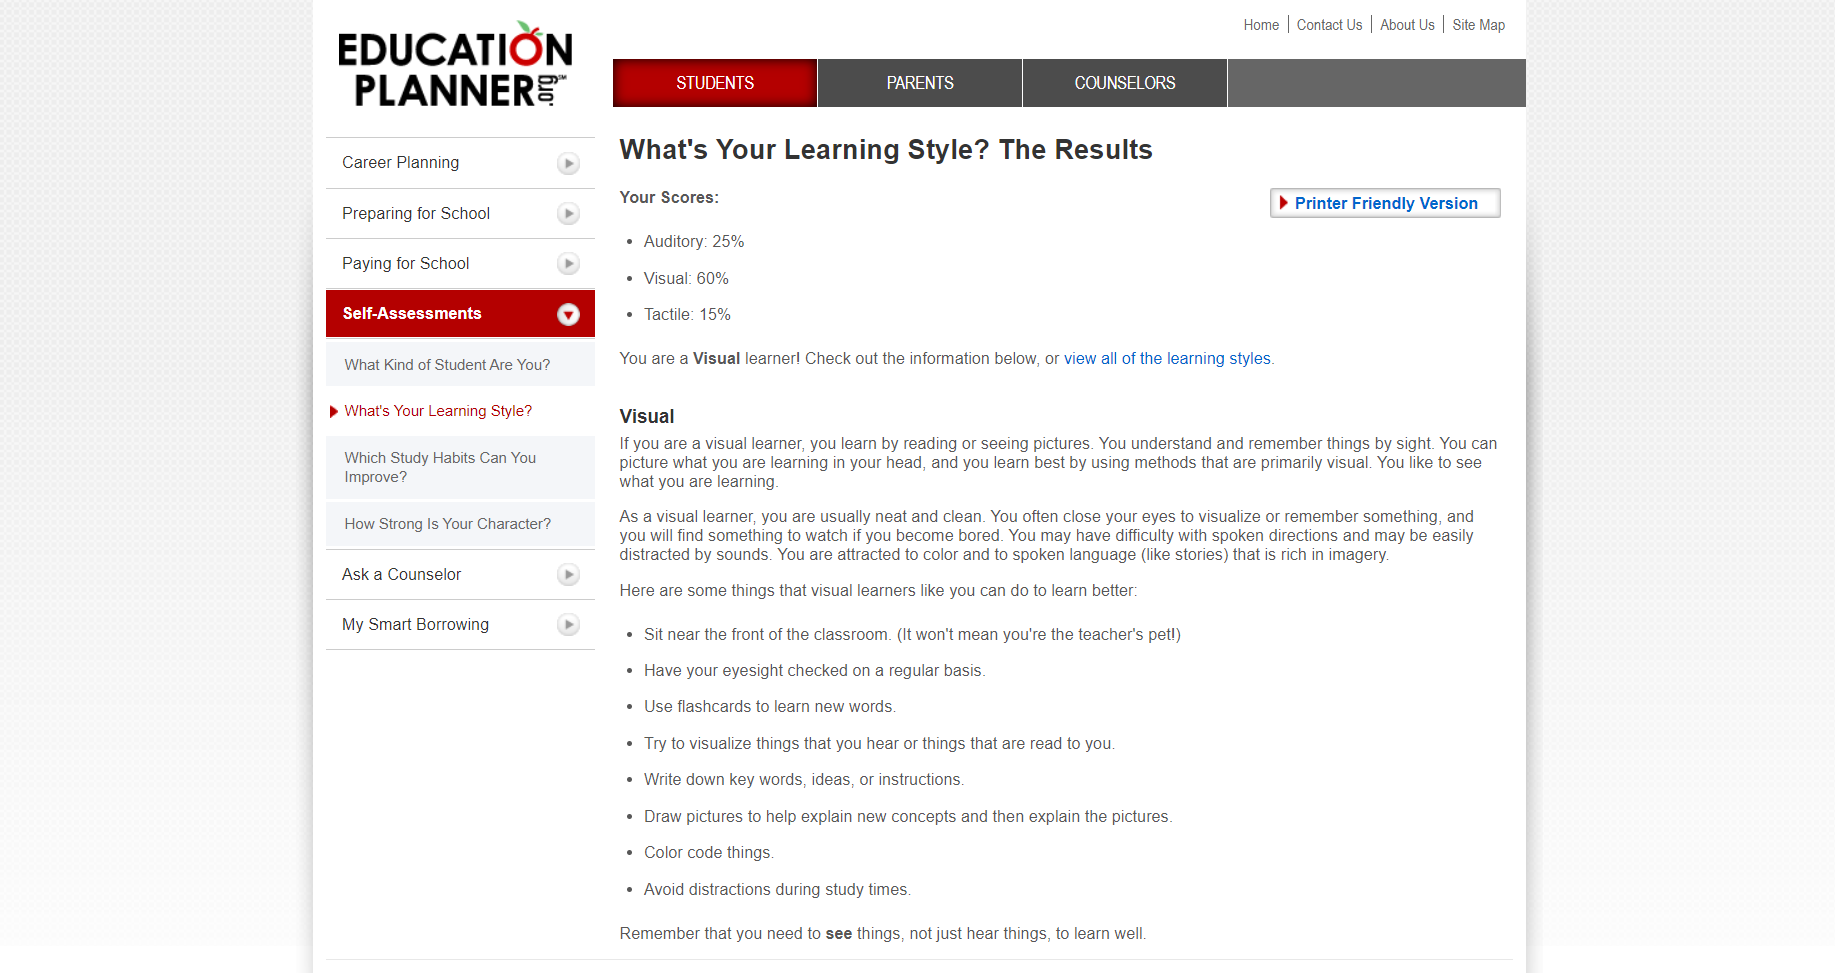 EDUCATION
PLANNER.org℠
Home
Contact Us
About Us
Site Map
STUDENTS
PARENTS
COUNSELORS
Career Planning
Preparing for School
Paying for School
Self-Assessments
What Kind of Student Are You?
What's Your Learning Style?
Which Study Habits Can You
Improve?
How Strong Is Your Character?
Ask a Counselor
My Smart Borrowing
What's Your Learning Style? The Results
Your Scores:
Printer Friendly Version
Auditory: 25%
Visual: 60%
Tactile: 15%
You are a Visual learner! Check out the information below, or view all of the learning styles.
Visual
If you are a visual learner, you learn by reading or seeing pictures. You understand and remember things by sight. You can
picture what you are learning in your head, and you learn best by using methods that are primarily visual. You like to see
what you are learning.
As a visual learner, you are usually neat and clean. You often close your eyes to visualize or remember something, and
you will find something to watch if you become bored. You may have difficulty with spoken directions and may be easily
distracted by sounds. You are attracted to color and to spoken language (like stories) that is rich in imagery.
Here are some things that visual learners like you can do to learn better:
Sit near the front of the classroom. (It won't mean you're the teacher's pet!)
Have your eyesight checked on a regular basis.
Use flashcards to learn new words.
Try to visualize things that you hear or things that are read to you.
Write down key words, ideas, or instructions.
Draw pictures to help explain new concepts and then explain the pictures.
Color code things.
Avoid distractions during study times.
Remember that you need to see things, not just hear things, to learn well.